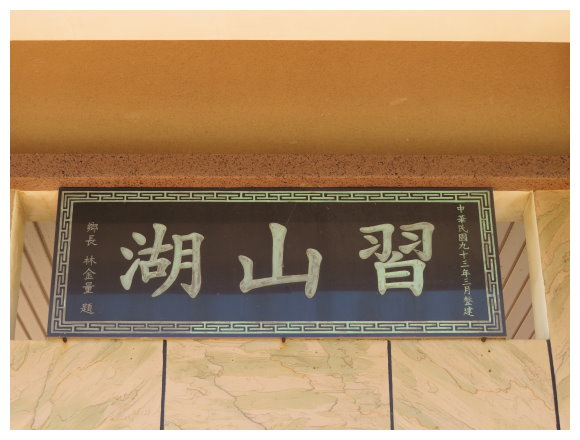 中華民國九十三年三月整建
習山湖
鄉長 林金量 題